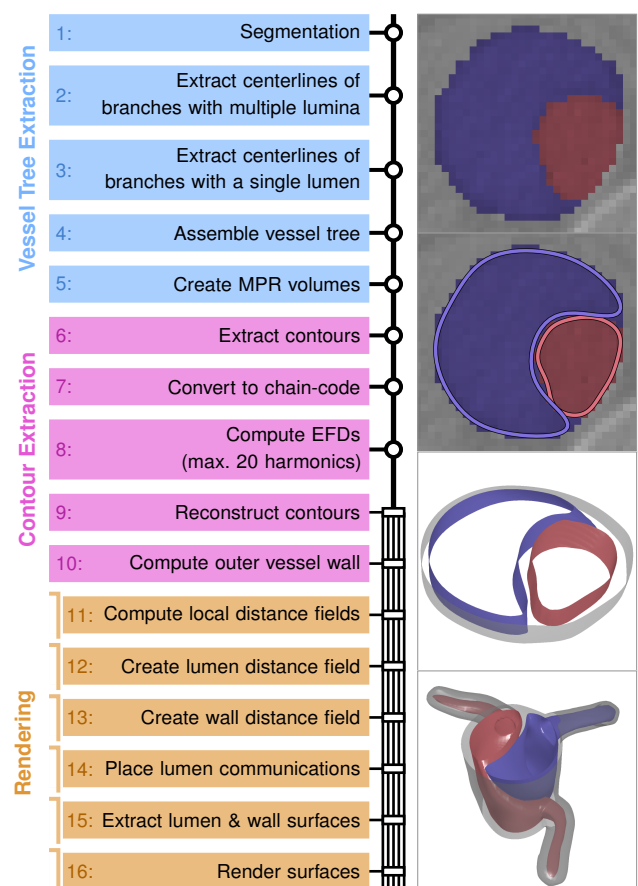 Vessel Tree Extraction
1: Segmentation
2: Extract centerlines of
branches with multiple lumina
3: Extract centerlines of
branches with a single lumen
4: Assemble vessel tree
5: Create MPR volumes
Contour Extraction
6: Extract contours
7: Convert to chain-code
8: Compute EFDs
(max. 20 harmonics)
9: Reconstruct contours
10: Compute outer vessel wall
Rendering
11: Compute local distance fields
12: Create lumen distance field
13: Create wall distance field
14: Place lumen communications
15: Extract lumen & wall surfaces
16: Render surfaces